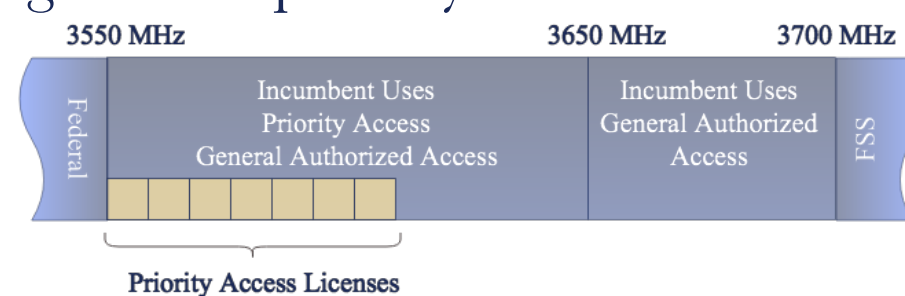 3550 MHz 3650 MHz 3700 MHz
Federal
Incumbent Uses
Priority Access
General Authorized Access
Incumbent Uses
General Authorized
Access
FSS
Priority Access Licenses